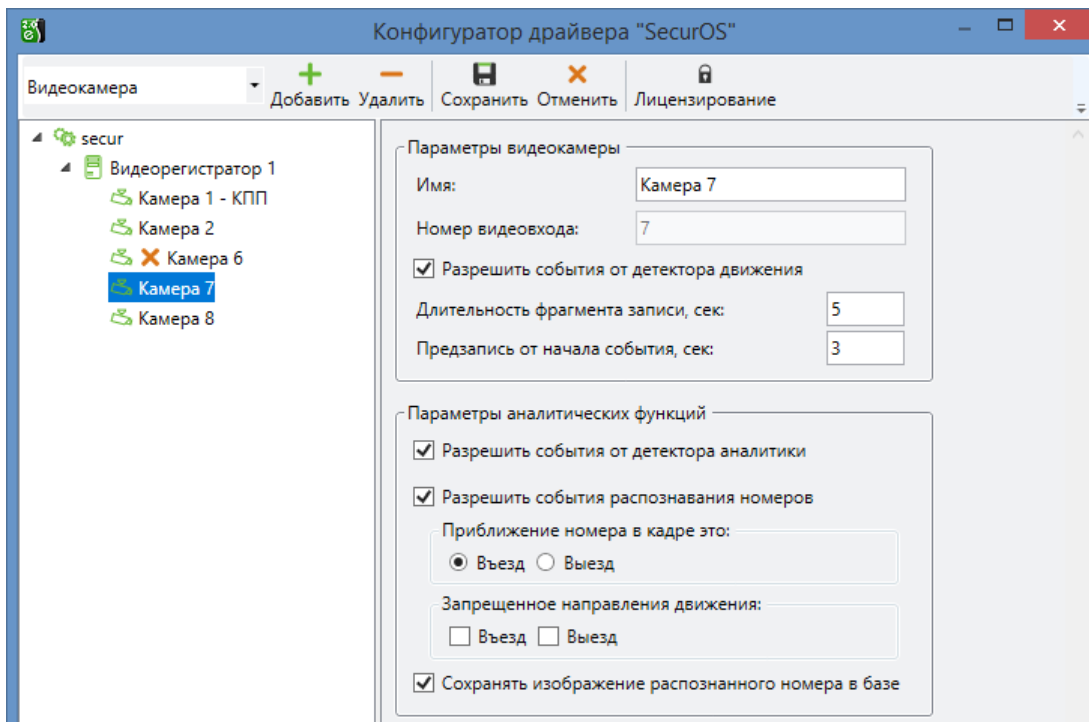 Конфигуратор драйвера "SecurOS"
Видеокамера
Добавить Удалить Сохранить Отменить Лицензирование
secur
Видеорегистратор 1
Камера 1 - КПП
Камера 2
Камера 6
Камера 7
Камера 8
Параметры видеокамеры
Имя: Камера 7
Номер видеовхода: 7
Разрешить события от детектора движения
Длительность фрагмента записи, сек: 5
Предзапись от начала события, сек: 3
Параметры аналитических функций
Разрешить события от детектора аналитики
Разрешить события распознавания номеров
Приближение номера в кадре это:
Въезд Выезд
Запрещенное направления движения:
Въезд Выезд
Сохранять изображение распознанного номера в базе